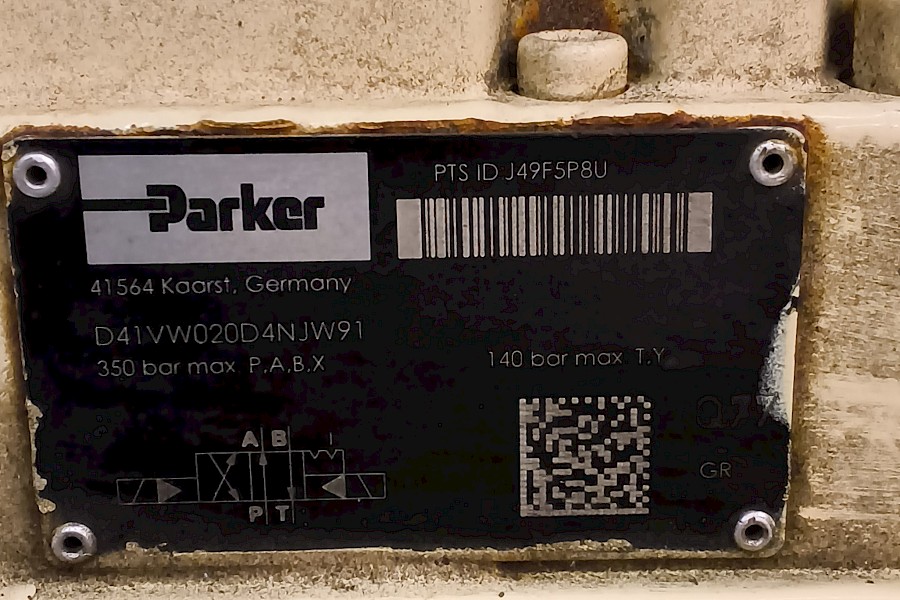 Parker
PTS ID J49F5P8U
41564 Kaarst, Germany
D41VW020D4NJW91
350 bar max P,A,B,X
140 bar max T,Y
A B
P T
GR